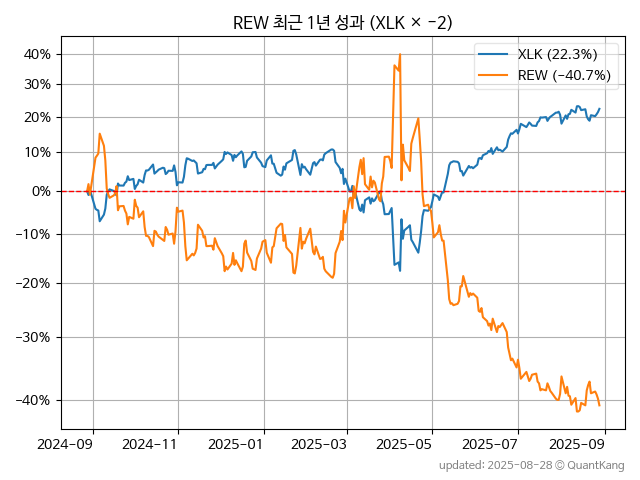 REW 최근 1년 성과 (XLK × -2)
XLK (22.3%)
REW (-40.7%)
40%
30%
20%
10%
0%
-10%
-20%
-30%
-40%
2024-09 2024-11 2025-01 2025-03 2025-05 2025-07 2025-09
updated: 2025-08-28 © QuantKang